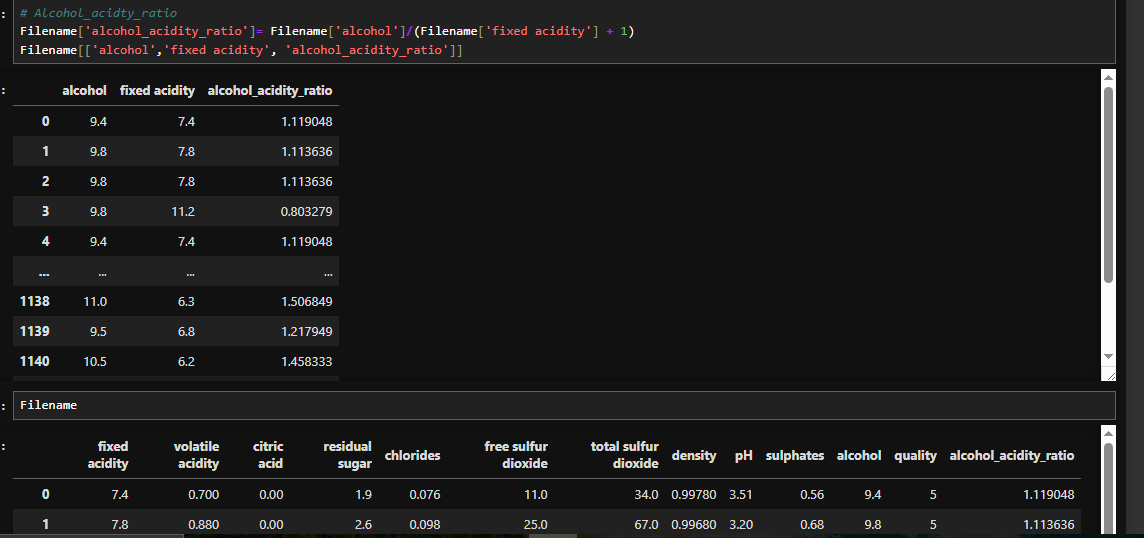 # Alcohol_acidty_ratio
Filename['alcohol_acidity_ratio']= Filename['alcohol']/(Filename['fixed acidity'] + 1)
Filename[['alcohol','fixed acidity', 'alcohol_acidity_ratio']]
:
: alcohol fixed acidity alcohol_acidity_ratio
0 9.4 7.4 1.119048
1 9.8 7.8 1.113636
2 9.8 7.8 1.113636
3 9.8 11.2 0.803279
4 9.4 7.4 1.119048
... ... ... ...
1138 11.0 6.3 1.506849
1139 9.5 6.8 1.217949
1140 10.5 6.2 1.458333
: Filename
: fixed acidity volatile acidity citric acid residual sugar chlorides free sulfur dioxide total sulfur dioxide density pH sulphates alcohol quality alcohol_acidity_ratio
0 7.4 0.700 0.00 1.9 0.076 11.0 34.0 0.99780 3.51 0.56 9.4 5 1.119048
1 7.8 0.880 0.00 2.6 0.098 25.0 67.0 0.99680 3.20 0.68 9.8 5 1.113636